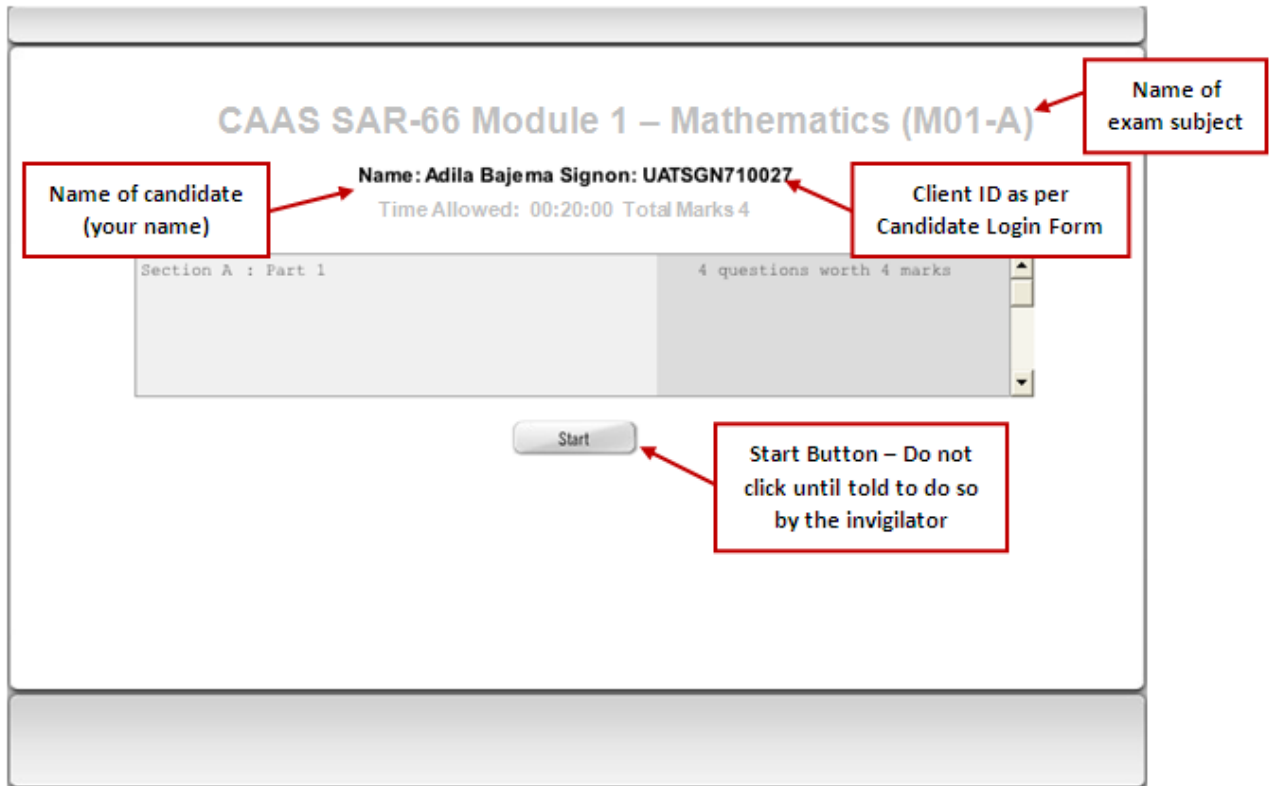 CAAS SAR-66 Module 1 – Mathematics (M01-A)
Name of
exam subject
Name of candidate
(your name)
Name: Adila Bajema Signon: UATSGN710027
Time Allowed: 00:20:00 Total Marks 4
Client ID as per
Candidate Login Form
Section A : Part 1
4 questions worth 4 marks
Start
Start Button – Do not
click until told to do so
by the invigilator